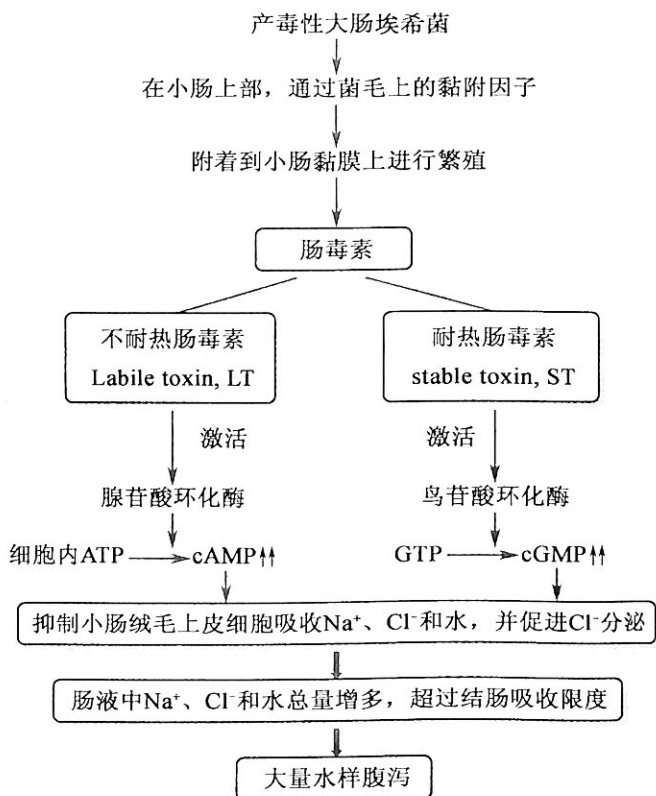 产毒性大肠埃希菌
在小肠上部，通过菌毛上的黏附因子
附着到小肠黏膜上进行繁殖
肠毒素
不耐热肠毒素
Labile toxin, LT
耐热肠毒素
stable toxin, ST
激活
激活
腺苷酸环化酶
鸟苷酸环化酶
细胞内ATP cAMP⇈
GTP cGMP⇈
抑制小肠绒毛上皮细胞吸收Na⁺、Cl⁻和水，并促进Cl⁻分泌
肠液中Na⁺、Cl⁻和水总量增多，超过结肠吸收限度
大量水样腹泻